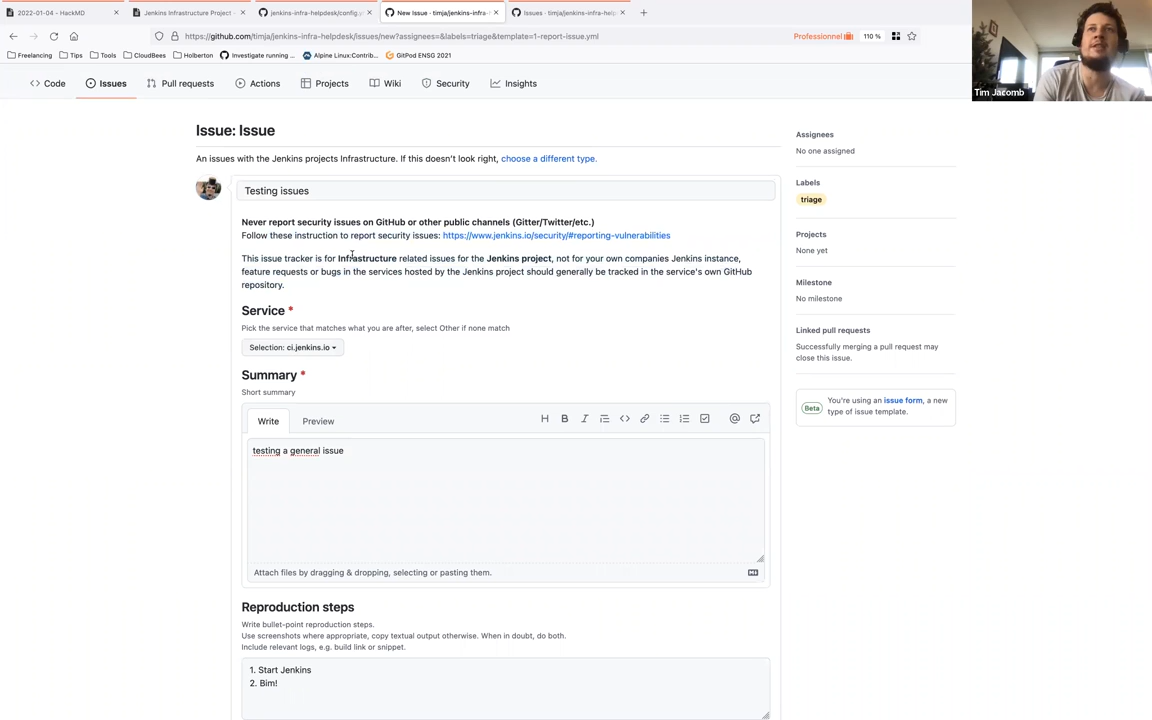 2022-01-04 - HackMD
Jenkins Infrastructure Project -
jenkins-infra-helpdesk/config.y
New Issue · timja/jenkins-infra-
Issues · timja/jenkins-infra-help
https://github.com/timja/jenkins-infra-helpdesk/issues/new?assignees=&labels=triage&template=1-report-issue.yml
Professionnel
110 %
Freelancing
Tips
Tools
CloudBees
Holberton
Investigate running ...
Alpine Linux:Contrib...
GitPod ENSG 2021
Tim Jacomb
Code
Issues
Pull requests
Actions
Projects
Wiki
Security
Insights
Issue: Issue
An issues with the Jenkins projects Infrastructure. If this doesn't look right, choose a different type.
Testing issues
Never report security issues on GitHub or other public channels (Gitter/Twitter/etc.)
Follow these instruction to report security issues: https://www.jenkins.io/security/#reporting-vulnerabilities
This issue tracker is for Infrastructure related issues for the Jenkins project, not for your own companies Jenkins instance,
feature requests or bugs in the services hosted by the Jenkins project should generally be tracked in the service's own GitHub
repository.
Service *
Pick the service that matches what you are after, select Other if none match
Selection: ci.jenkins.io
Summary *
Short summary
Write
Preview
testing a general issue
Attach files by dragging & dropping, selecting or pasting them.
Reproduction steps
Write bullet-point reproduction steps.
Use screenshots where appropriate, copy textual output otherwise. When in doubt, do both.
Include relevant logs, e.g. build link or snippet.
1. Start Jenkins
2. Bim!
Assignees
No one assigned
Labels
triage
Projects
None yet
Milestone
No milestone
Linked pull requests
Successfully merging a pull request may
close this issue.
Beta
You're using an issue form, a new
type of issue template.